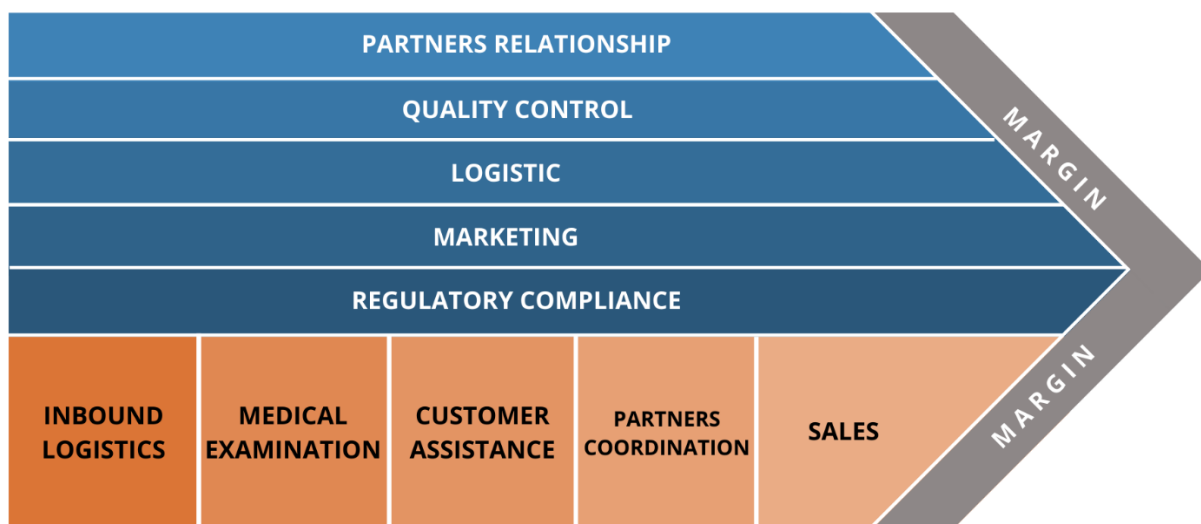 PARTNERS RELATIONSHIP
QUALITY CONTROL
LOGISTIC
MARKETING
REGULATORY COMPLIANCE
MARGIN
INBOUND
LOGISTICS
MEDICAL
EXAMINATION
CUSTOMER
ASSISTANCE
PARTNERS
COORDINATION
SALES
MARGIN